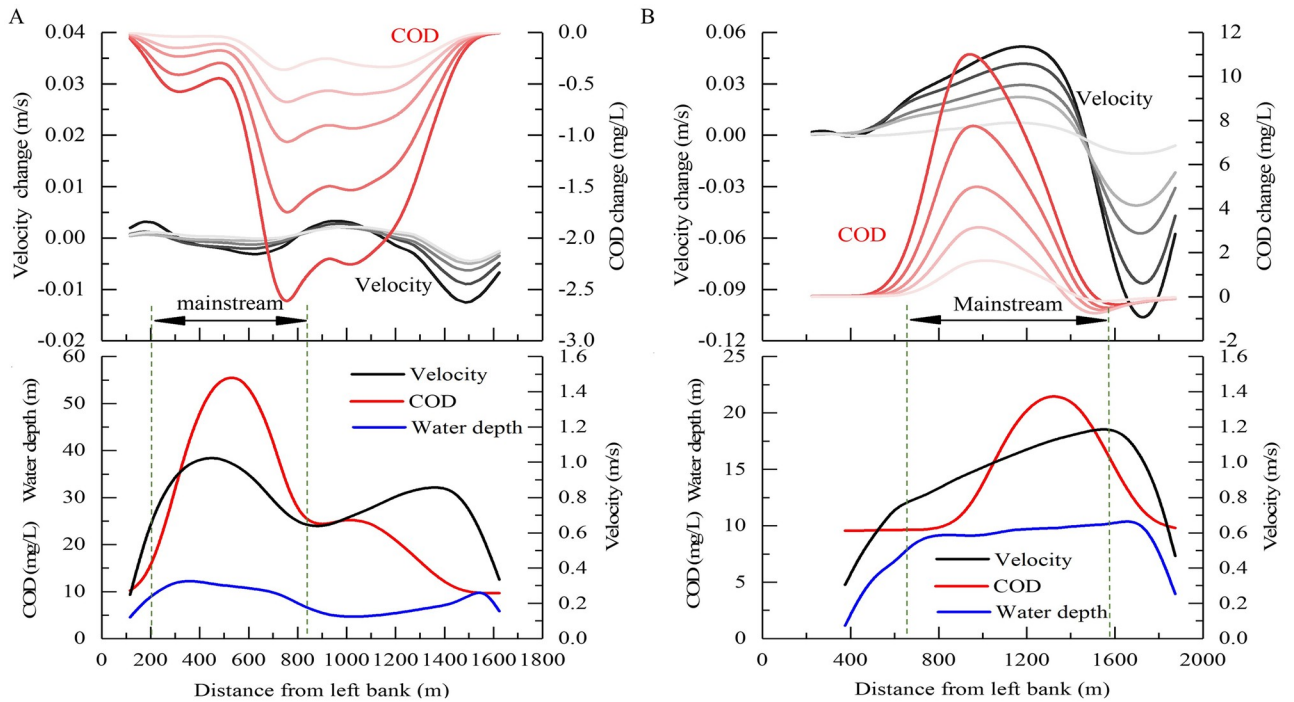 A
B
0.04
0.03
0.02
0.01
0.00
-0.01
-0.02
Velocity change (m/s)
COD
Velocity
mainstream
0.0
-0.5
-1.0
-1.5
-2.0
-2.5
-3.0
COD change (mg/L)
0.06
0.03
0.00
-0.03
-0.06
-0.09
-0.12
Velocity change (m/s)
COD
Velocity
Mainstream
12
10
8
6
4
2
0
-2
COD change (mg/L)
60
50
40
30
20
10
0
COD (mg/L) Water depth (m)
Velocity
COD
Water depth
1.6
1.4
1.2
1.0
0.8
0.6
0.4
0.2
0.0
Velocity (m/s)
0 200 400 600 800 1000 1200 1400 1600 1800
Distance from left bank (m)
25
20
15
10
5
0
COD (mg/L) Water depth (m)
Velocity
COD
Water depth
1.6
1.4
1.2
1.0
0.8
0.6
0.4
0.2
0.0
Velocity (m/s)
0 400 800 1200 1600 2000
Distance from left bank (m)